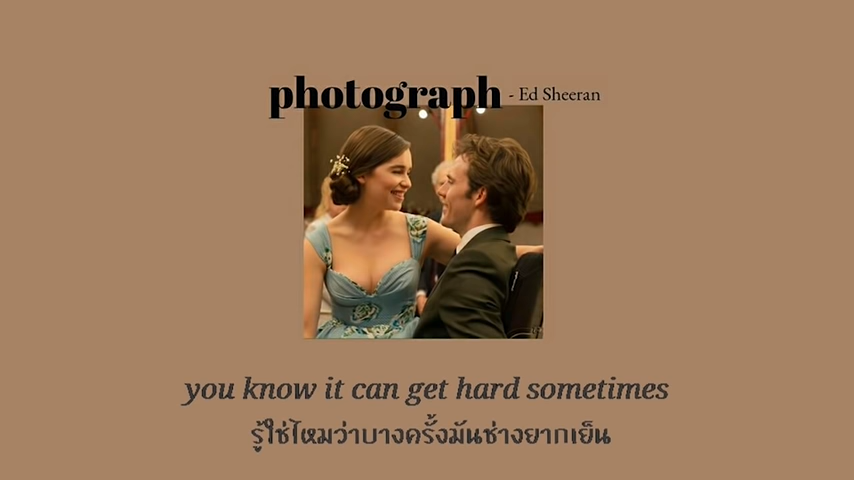 photograph - Ed Sheeran
you know it can get hard sometimes
รู้ใช่ไหมว่าบางครั้งมันช่างยากเย็น